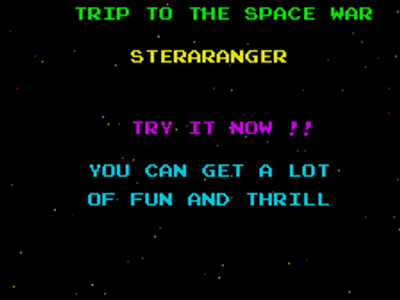 TRIP TO THE SPACE WAR
STERARANGER
TRY IT NOW !!
YOU CAN GET A LOT
OF FUN AND THRILL